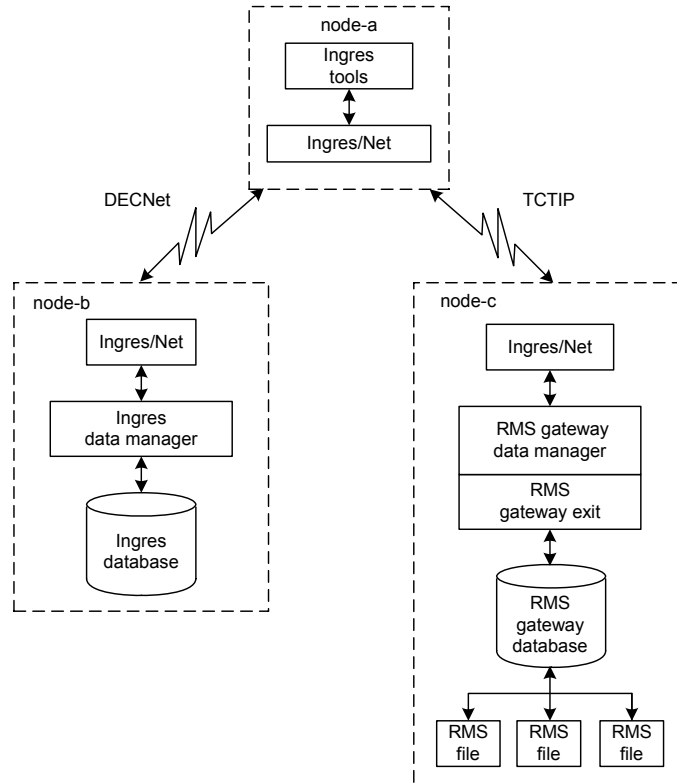 node-a
Ingres
tools
Ingres/Net
DECNet
TCTIP
node-b
Ingres/Net
Ingres
data manager
Ingres
database
node-c
Ingres/Net
RMS gateway
data manager
RMS
gateway exit
RMS
gateway
database
RMS
file
RMS
file
RMS
file